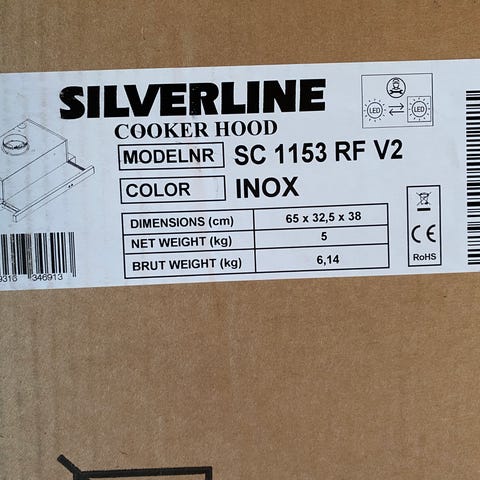 SILVERLINE
COOKER HOOD
LED LED
MODELNR SC 1153 RF V2
COLOR INOX
DIMENSIONS (cm) 65 x 32,5 x 38
NET WEIGHT (kg) 5
BRUT WEIGHT (kg) 6,14
CE
RoHS
346913